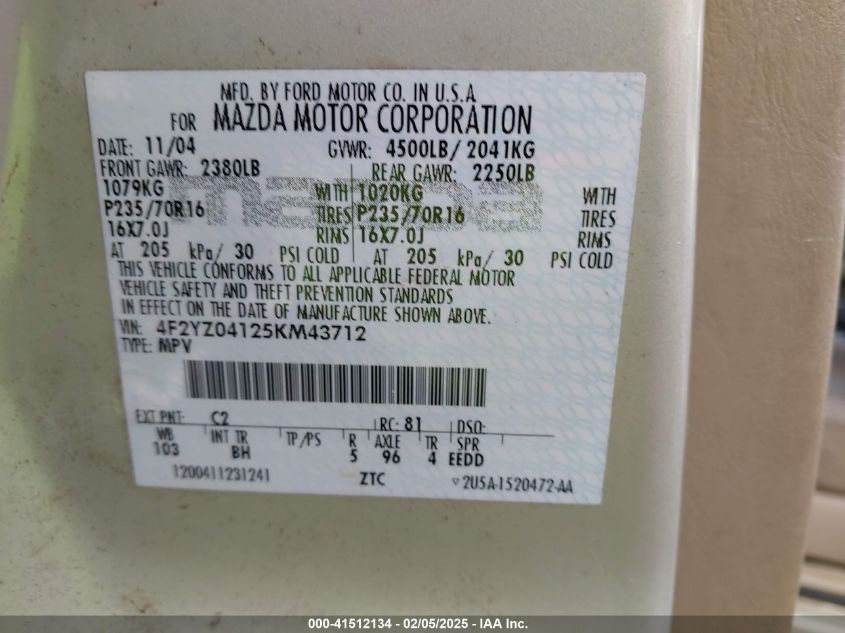 MFD. BY FORD MOTOR CO. IN U.S.A
FOR MAZDA MOTOR CORPORATION
DATE: 11/04 GVWR: 4500LB/ 2041KG
FRONT GAWR: 2380LB REAR GAWR: 2250LB
1079KG WITH 1020KG WITH
P235/70R16 TIRES P235/70R16 TIRES
16X7.0J RIMS 16X7.0J RIMS
AT 205 kPa/ 30 PSI COLD AT 205 kPa/ 30 PSI COLD
THIS VEHICLE CONFORMS TO ALL APPLICABLE FEDERAL MOTOR
VEHICLE SAFETY AND THEFT PREVENTION STANDARDS
IN EFFECT ON THE DATE OF MANUFACTURE SHOWN ABOVE.
VIN: 4F2YZ04125KM43712
TYPE: MPV
EXT PNT: C2 RC: 81 DSO:
WB INT TR TP/PS R AXLE TR SPR
103 BH 5 96 4 EEDD
1200411231241 ZTC 2U5A-1520472-AA
mazda
000-41512134 - 02/05/2025 - IAA Inc.